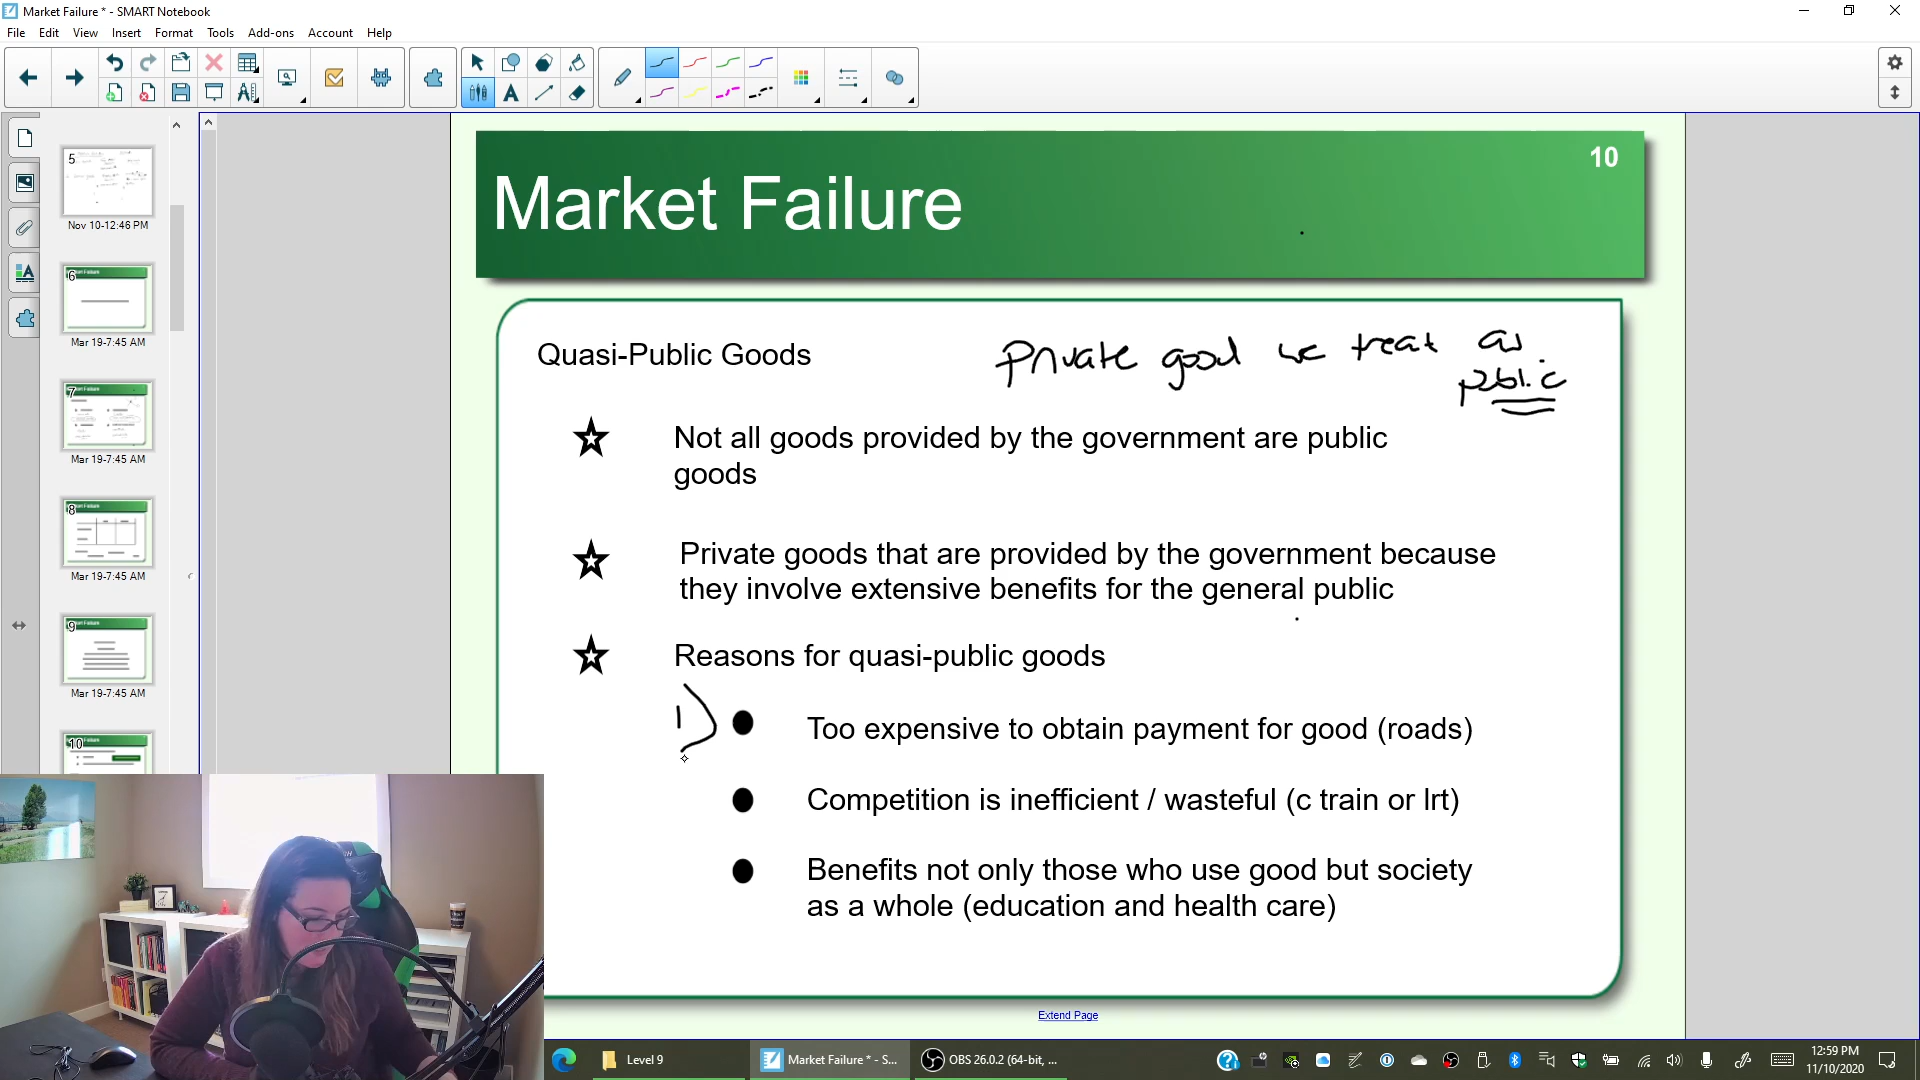 Market Failure * - SMART Notebook
File Edit View Insert Format Tools Add-ons Account Help
5
Nov 10-12:46 PM
6
Mar 19-7:45 AM
7
Mar 19-7:45 AM
8
Mar 19-7:45 AM
9
Mar 19-7:45 AM
10
10
Market Failure
Quasi-Public Goods
Private good we treat as
public
Not all goods provided by the government are public
goods
Private goods that are provided by the government because
they involve extensive benefits for the general public
Reasons for quasi-public goods
1)
Too expensive to obtain payment for good (roads)
Competition is inefficient / wasteful (c train or lrt)
Benefits not only those who use good but society
as a whole (education and health care)
Extend Page
Level 9
Market Failure * - S...
OBS 26.0.2 (64-bit, ...
12:59 PM
11/10/2020